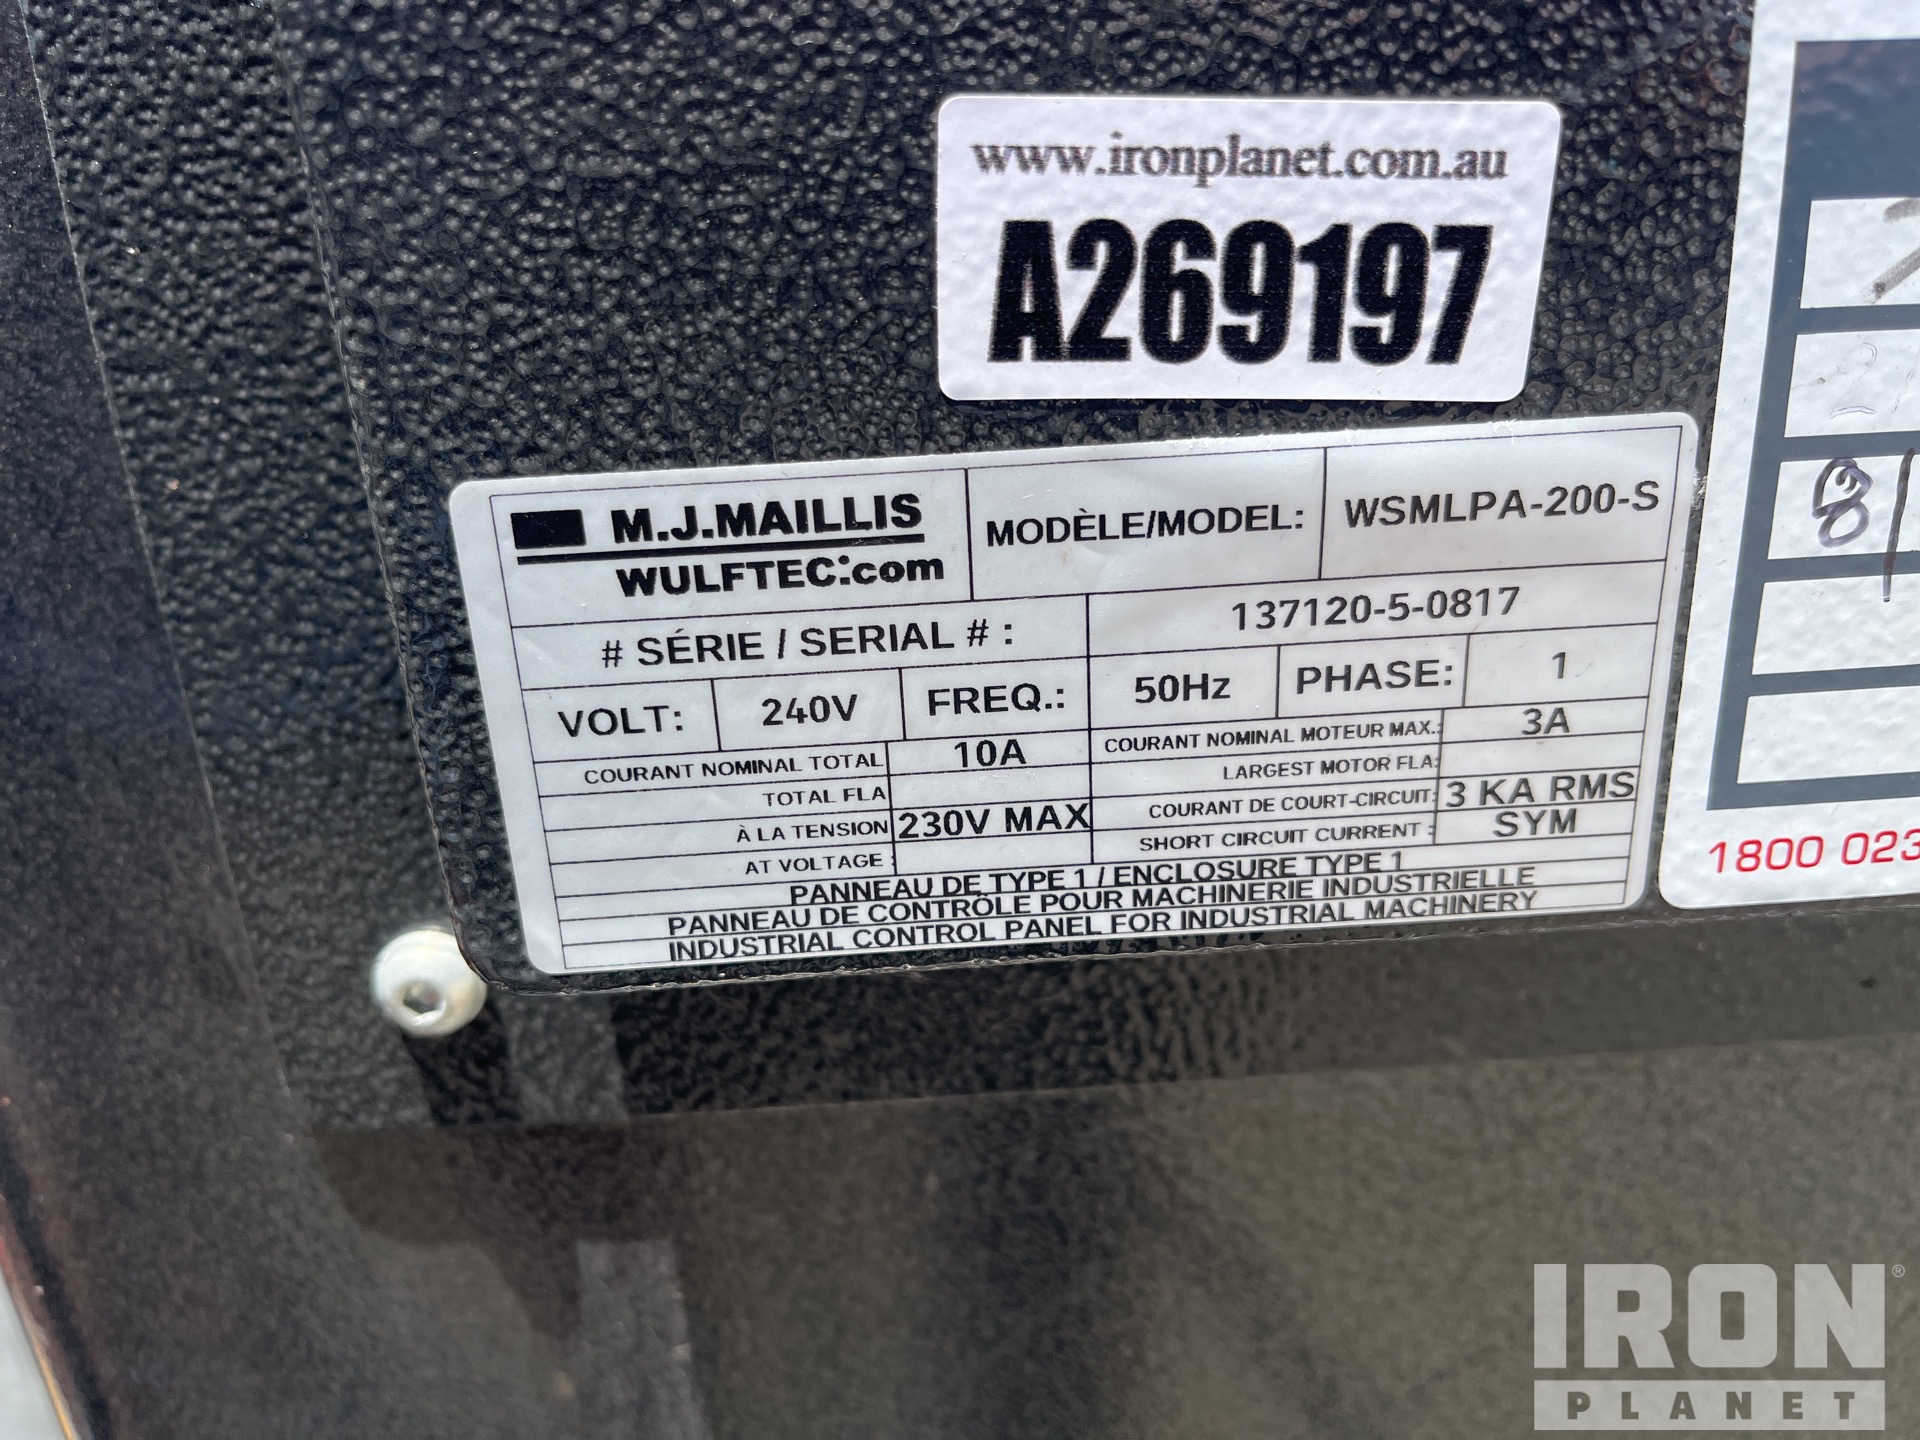 www.ironplanet.com.au
A269197
M.J.MAILLIS
WULFTEC.com
MODÈLE/MODEL: WSMLPA-200-S
# SÉRIE / SERIAL # : 137120-5-0817
VOLT: 240V FREQ.: 50Hz PHASE: 1
COURANT NOMINAL TOTAL 10A COURANT NOMINAL MOTEUR MAX.: 3A
TOTAL FLA LARGEST MOTOR FLA:
À LA TENSION 230V MAX COURANT DE COURT-CIRCUIT: 3 KA RMS
AT VOLTAGE : SHORT CIRCUIT CURRENT : SYM
PANNEAU DE TYPE 1 / ENCLOSURE TYPE 1
PANNEAU DE CONTRÔLE POUR MACHINERIE INDUSTRIELLE
INDUSTRIAL CONTROL PANEL FOR INDUSTRIAL MACHINERY
1800 023
IRON®
PLANET